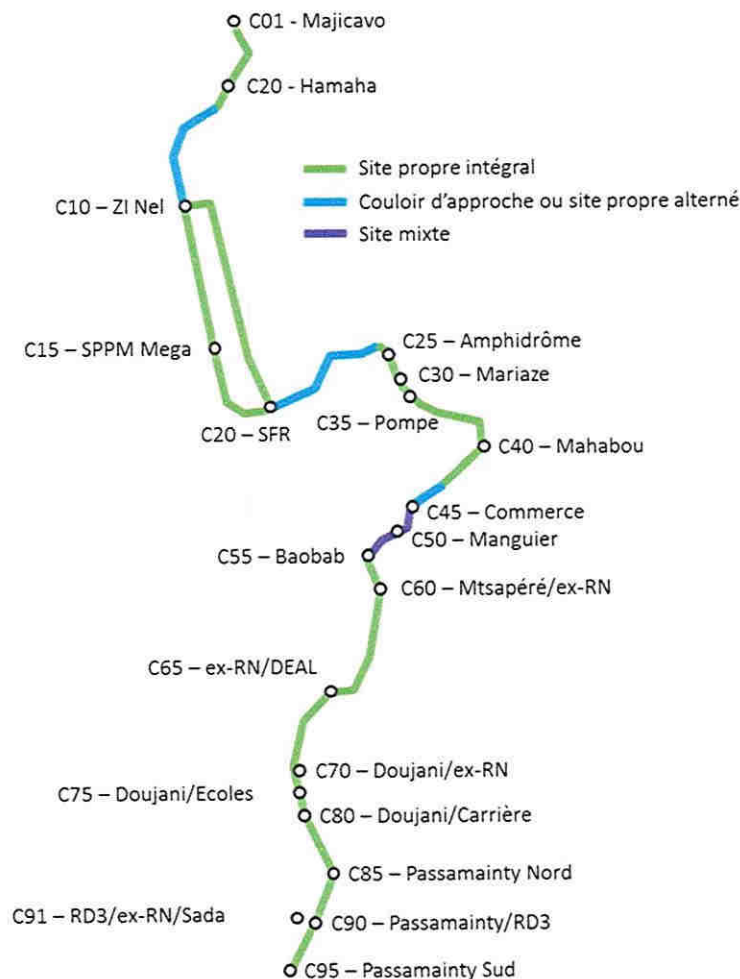 C01 - Majicavo
C20 - Hamaha
Site propre intégral
Couloir d'approche ou site propre alterné
Site mixte
C10 – ZI Nel
C15 – SPPM Mega
C25 – Amphidrôme
C30 – Mariaze
C35 - Pompe
C20 – SFR
C40 – Mahabou
C45 – Commerce
C50 – Manguier
C55 – Baobab
C60 – Mtsapéré/ex-RN
C65 – ex-RN/DEAL
C70 – Doujani/ex-RN
C75 – Doujani/Ecoles
C80 – Doujani/Carrière
C85 – Passamainty Nord
C91 – RD3/ex-RN/Sada
C90 – Passamainty/RD3
C95 – Passamainty Sud